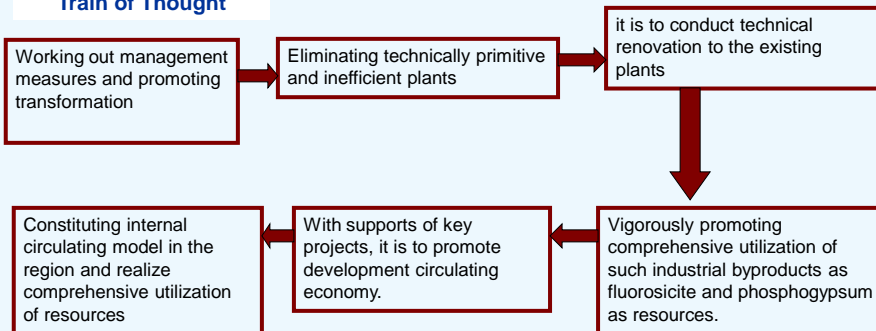 Train of Thought
Working out management
measures and promoting
transformation
Eliminating technically primitive
and inefficient plants
it is to conduct technical
renovation to the existing
plants
Vigorously promoting
comprehensive utilization of
such industrial byproducts as
fluorosicite and phosphogypsum
as resources.
With supports of key
projects, it is to promote
development circulating
economy.
Constituting internal
circulating model in the
region and realize
comprehensive utilization
of resources